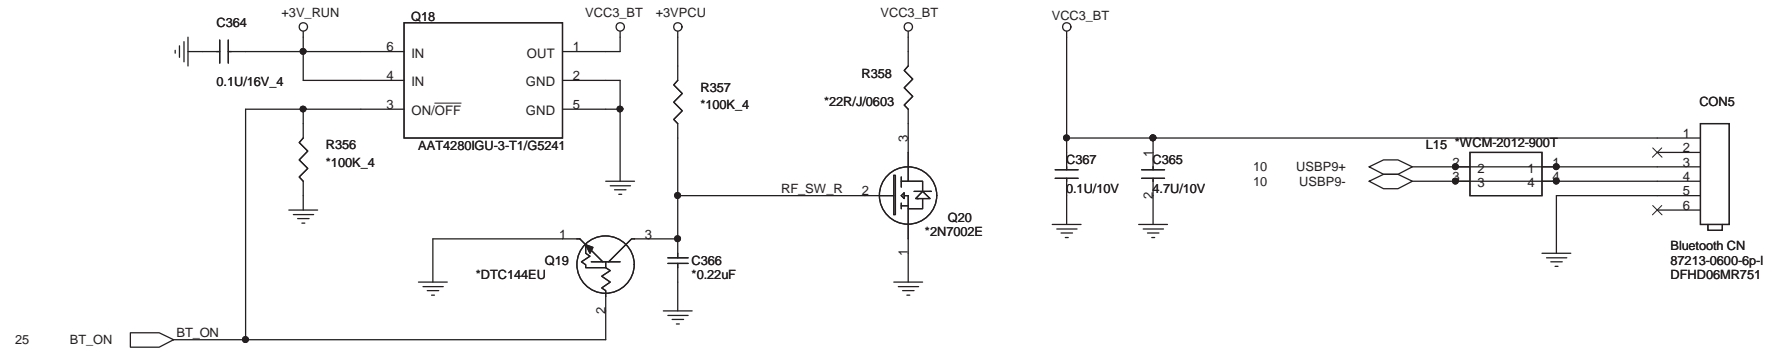 C364
0.1U/16V_4
+3V_RUN
Q18
6 IN
4 IN
3 ON/OFF
OUT 1
GND 2
GND 5
AAT4280IGU-3-T1/G5241
VCC3_BT
R356
*100K_4
+3VPCU
R357
*100K_4
VCC3_BT
R358
*22R/J/0603
3
RF_SW_R 2
Q20
*2N7002E
1
1
3
Q19
*DTC144EU
2
C366
*0.22uF
25 BT_ON BT_ON
VCC3_BT
C367
0.1U/10V
1
C365
4.7U/10V
2
10 USBP9+
10 USBP9-
L15 *WCM-2012-900T
2 2 1 1
3 3 4 4
CON5
1
2
3
4
5
6
Bluetooth CN
87213-0600-6p-l
DFHD06MR751